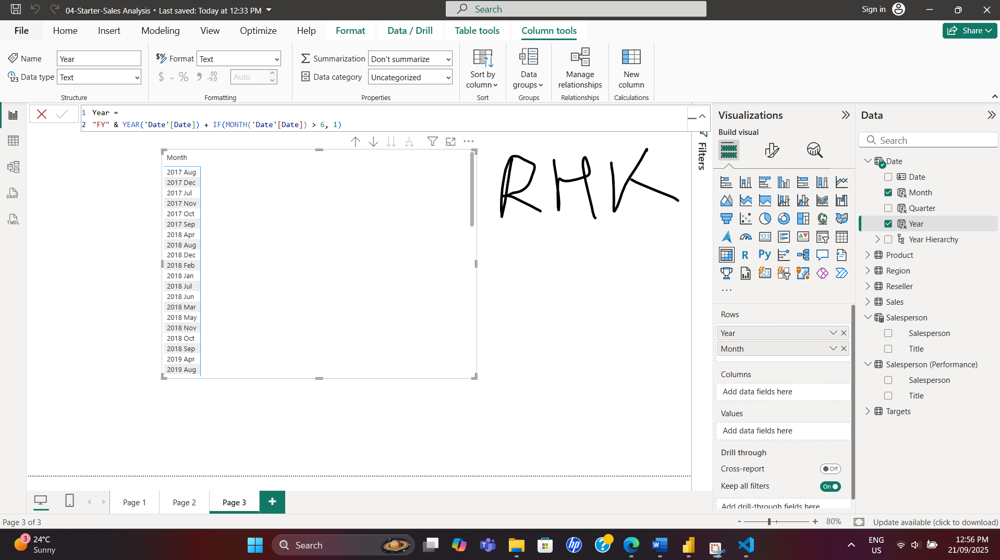 04-Starter-Sales Analysis • Last saved: Today at 12:33 PM
Search
Sign in
File Home Insert Modeling View Optimize Help Format Data / Drill Table tools Column tools
Share
Name Year
Format Text
Summarization Don't summarize
Data type Text
$ % 9 .00 Auto
Data category Uncategorized
Sort by column
Data groups
Manage relationships
New column
Structure Formatting Properties Sort Groups Relationships Calculations
1 Year =
2 "FY" & YEAR('Date'[Date]) + IF(MONTH('Date'[Date]) > 6, 1)
DAX
TMDL
Month
2017 Aug
2017 Dec
2017 Jul
2017 Nov
2017 Oct
2017 Sep
2018 Apr
2018 Aug
2018 Dec
2018 Feb
2018 Jan
2018 Jul
2018 Jun
2018 Mar
2018 May
2018 Nov
2018 Oct
2018 Sep
2019 Apr
2019 Aug
RHK
Filters
Visualizations
Build visual
123
R Py
123
...
Rows
Year
Month
Columns
Add data fields here
Values
Add data fields here
Drill through
Cross-report Off
Keep all filters On
Add drill-through fields here
Data
Search
Date
Date
Month
Quarter
Year
Year Hierarchy
Product
Region
Reseller
Sales
Salesperson
Salesperson
Title
Salesperson (Performance)
Salesperson
Title
Targets
Page 1 Page 2 Page 3 +
Page 3 of 3
- + 80%
Update available (click to download)
3 24°C
Sunny
Search
ENG
US
12:56 PM
21/09/2025